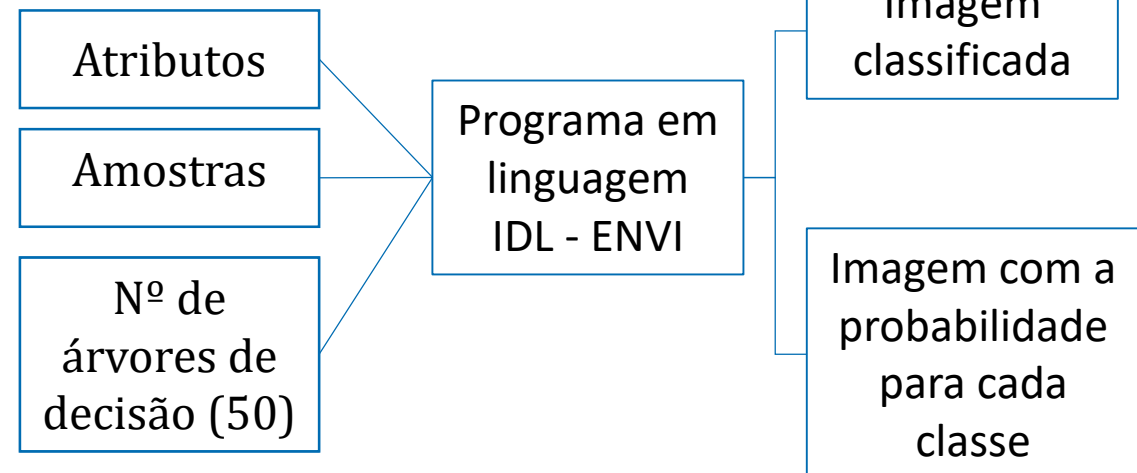 Atributos
Amostras
Nº de
árvores de
decisão (50)
Programa em
linguagem
IDL - ENVI
Imagem
classificada
Imagem com a
probabilidade
para cada
classe